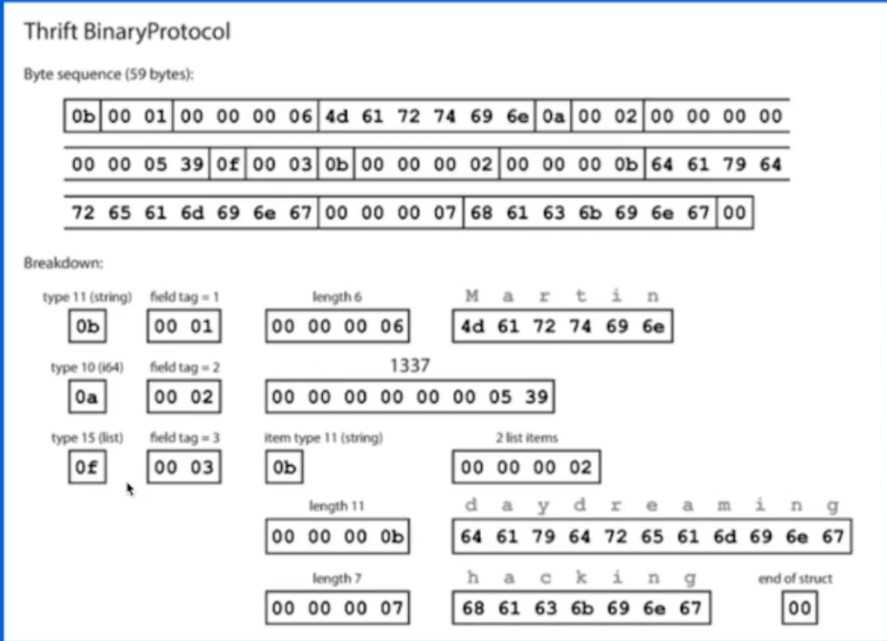 Thrift BinaryProtocol
Byte sequence (59 bytes):
0b 00 01 00 00 00 06 4d 61 72 74 69 6e 0a 00 02 00 00 00 00
00 00 05 39 0f 00 03 0b 00 00 00 02 00 00 00 0b 64 61 79 64
72 65 61 6d 69 6e 67 00 00 00 07 68 61 63 6b 69 6e 67 00
Breakdown:
type 11 (string) field tag = 1 length 6 M a r t i n
0b 00 01 00 00 00 06 4d 61 72 74 69 6e
type 10 (i64) field tag = 2 1337
0a 00 02 00 00 00 00 00 00 05 39
type 15 (list) field tag = 3 item type 11 (string) 2 list items
0f 00 03 0b 00 00 00 02
length 11 d a y d r e a m i n g
00 00 00 0b 64 61 79 64 72 65 61 6d 69 6e 67
length 7 h a c k i n g end of struct
00 00 00 07 68 61 63 6b 69 6e 67 00